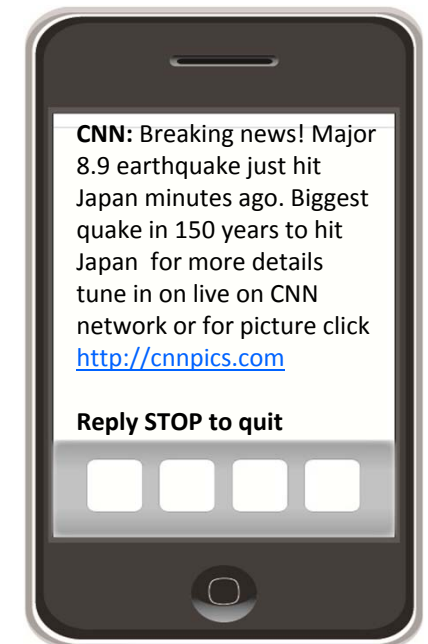 CNN: Breaking news! Major
8.9 earthquake just hit
Japan minutes ago. Biggest
quake in 150 years to hit
Japan  for more details
tune in on live on CNN
network or for picture click
http://cnnpics.com
Reply STOP to quit